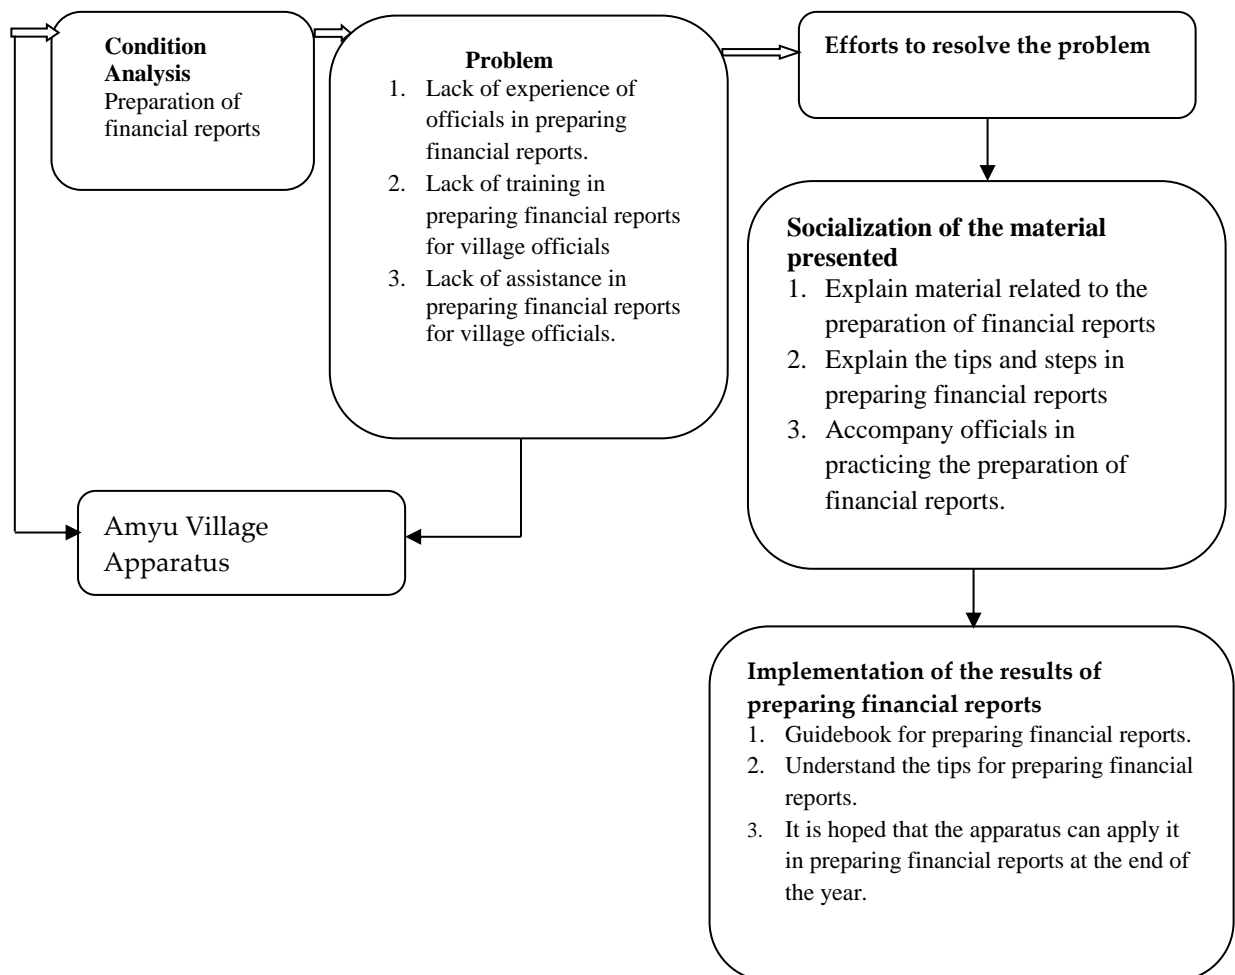 Condition
Analysis
Preparation of
financial reports
Problem
1. Lack of experience of
officials in preparing
financial reports.
2. Lack of training in
preparing financial reports
for village officials
3. Lack of assistance in
preparing financial reports
for village officials.
Efforts to resolve the problem
Socialization of the material
presented
1. Explain material related to the
preparation of financial reports
2. Explain the tips and steps in
preparing financial reports
3. Accompany officials in
practicing the preparation of
financial reports.
Amyu Village
Apparatus
Implementation of the results of
preparing financial reports
1. Guidebook for preparing financial reports.
2. Understand the tips for preparing financial
reports.
3. It is hoped that the apparatus can apply it
in preparing financial reports at the end of
the year.